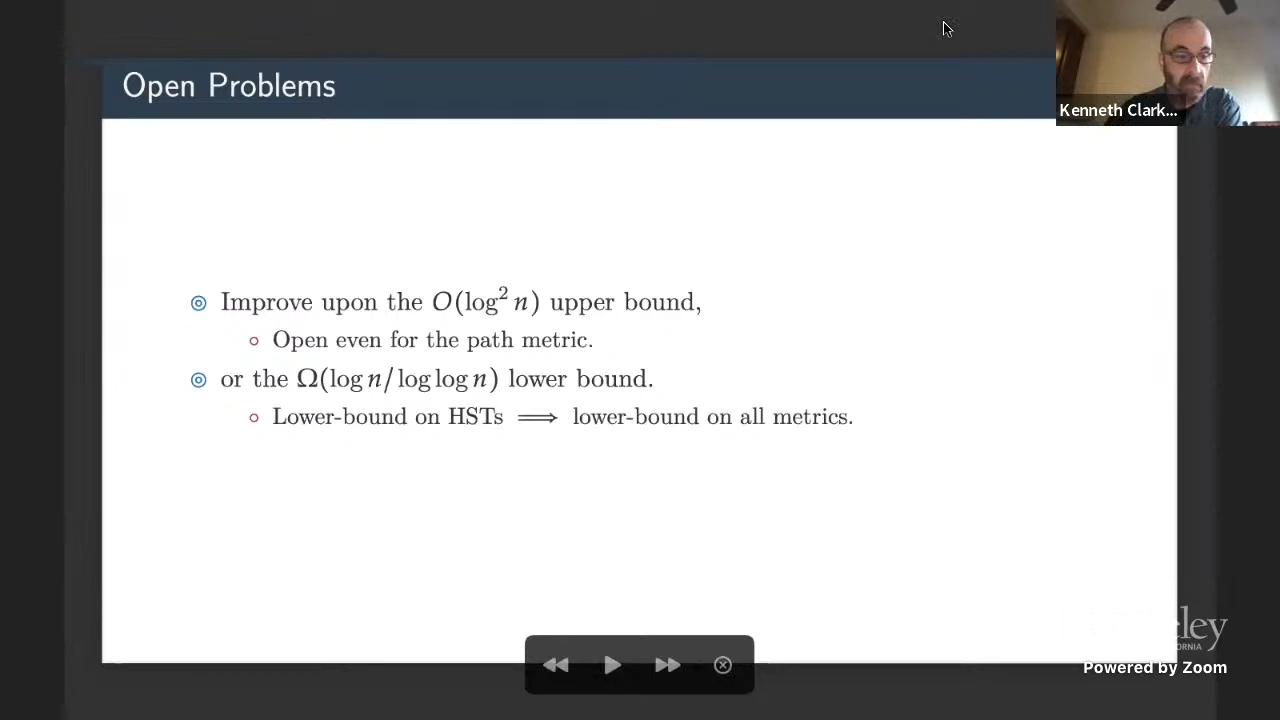 Open Problems
Kenneth Clark...
Improve upon the O(log² n) upper bound,
Open even for the path metric.
or the Ω(log n/ log log n) lower bound.
Lower-bound on HSTs ⟹ lower-bound on all metrics.
Powered by Zoom